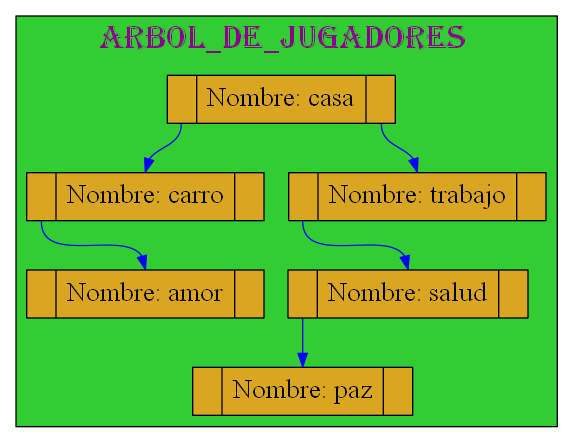 ARBOL_DE_JUGADORES
Nombre: casa
Nombre: carro
Nombre: trabajo
Nombre: amor
Nombre: salud
Nombre: paz